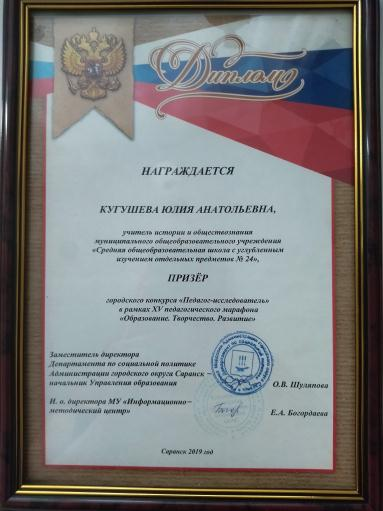 Диплом
НАГРАЖДАЕТСЯ
КУГУШЕВА ЮЛИЯ АНАТОЛЬЕВНА,
учитель истории и обществознания
муниципального общеобразовательного учреждения
«Средняя общеобразовательная школа с углубленным
изучением отдельных предметов № 24»,
ПРИЗЁР
городского конкурса «Педагог-исследователь»
в рамках XV педагогического марафона
«Образование. Творчество. Развитие»
Заместитель директора
Департамента по социальной политике
Администрации городского округа Саранск –
начальник Управления образования
О.В. Шуляпова
И. о. директора МУ «Информационно–
методический центр»
Е.А. Богордаева
Саранск 2019 год